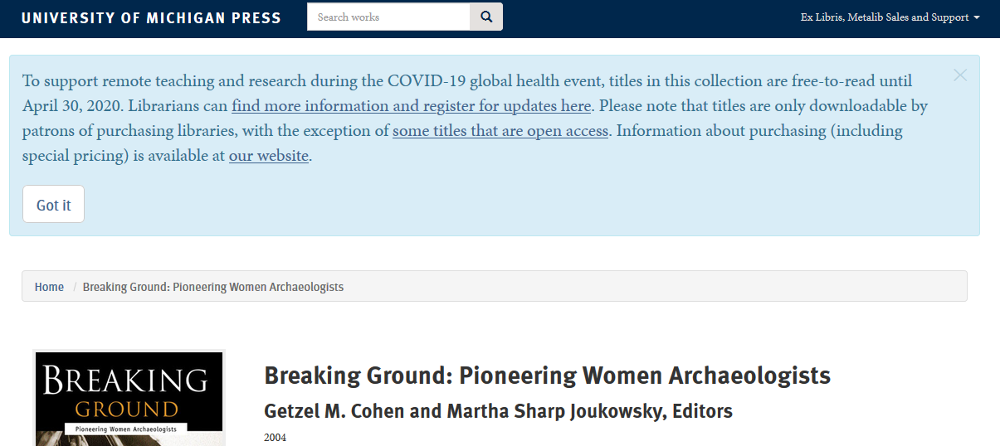 UNIVERSITY OF MICHIGAN PRESS
Search works
Ex Libris, Metalib Sales and Support
To support remote teaching and research during the COVID-19 global health event, titles in this collection are free-to-read until
April 30, 2020. Librarians can find more information and register for updates here. Please note that titles are only downloadable by
patrons of purchasing libraries, with the exception of some titles that are open access. Information about purchasing (including
special pricing) is available at our website.
Got it
Home / Breaking Ground: Pioneering Women Archaeologists
BREAKING
GROUND
Pioneering Women Archaeologists
Breaking Ground: Pioneering Women Archaeologists
Getzel M. Cohen and Martha Sharp Joukowsky, Editors
2004